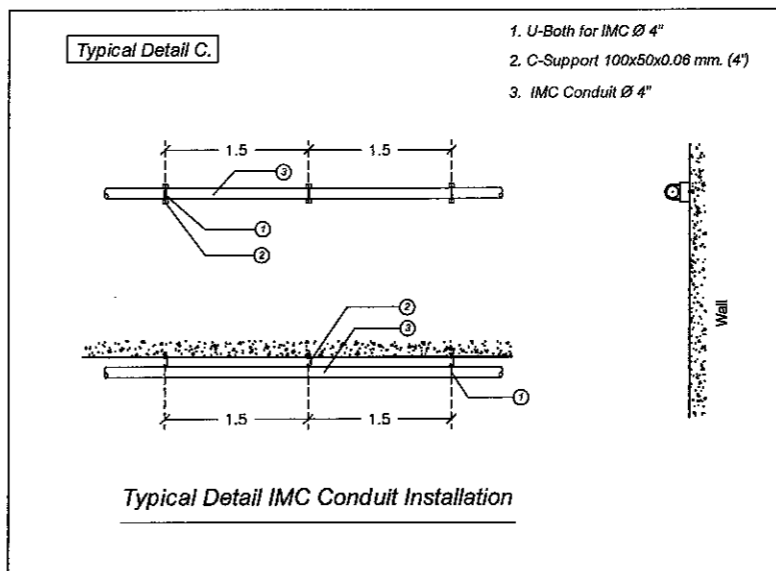 Typical Detail C.
1. U-Both for IMC Ø 4"
2. C-Support 100x50x0.06 mm. (4")
3. IMC Conduit Ø 4"
1.5 1.5
3
1
2
2
3
1
1.5 1.5
Wall
Typical Detail IMC Conduit Installation